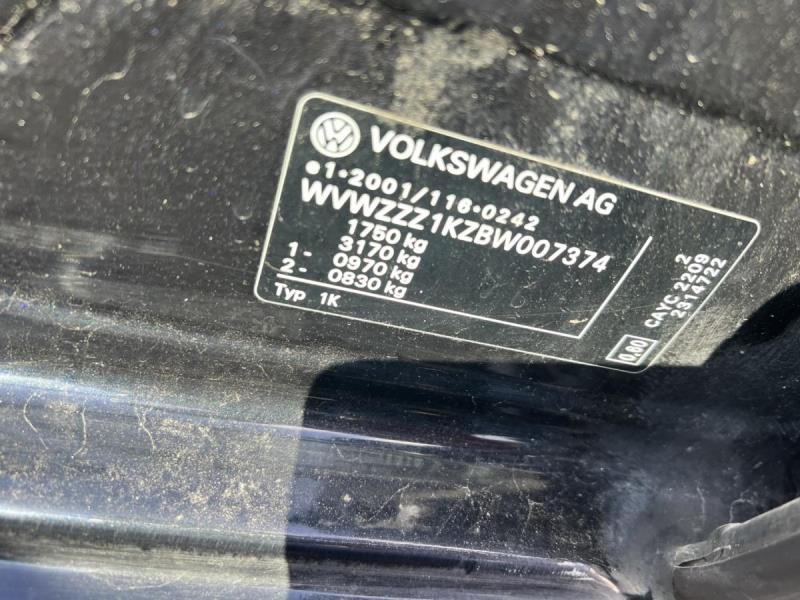 VOLKSWAGEN AG
e1*2001/116*0242
WVWZZZ1KZBW007374
1750 kg
3170 kg
1- 0970 kg
2- 0830 kg
Typ 1K
2
CAYC 2209
2314722
0,80